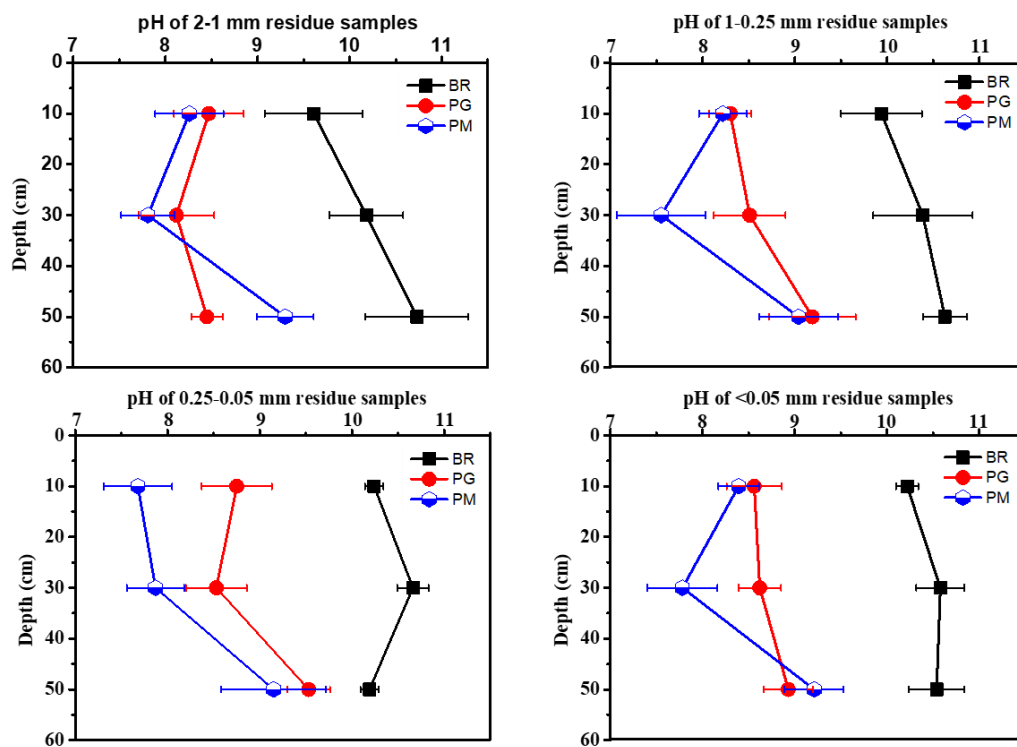 pH of 2-1 mm residue samples
7 8 9 10 11
0
10
20
30
40
50
60
Depth (cm)
BR
PG
PM
pH of 1-0.25 mm residue samples
7 8 9 10 11
0
10
20
30
40
50
60
Depth (cm)
BR
PG
PM
pH of 0.25-0.05 mm residue samples
7 8 9 10 11
0
10
20
30
40
50
60
Depth (cm)
BR
PG
PM
pH of <0.05 mm residue samples
7 8 9 10 11
0
10
20
30
40
50
60
Depth (cm)
BR
PG
PM